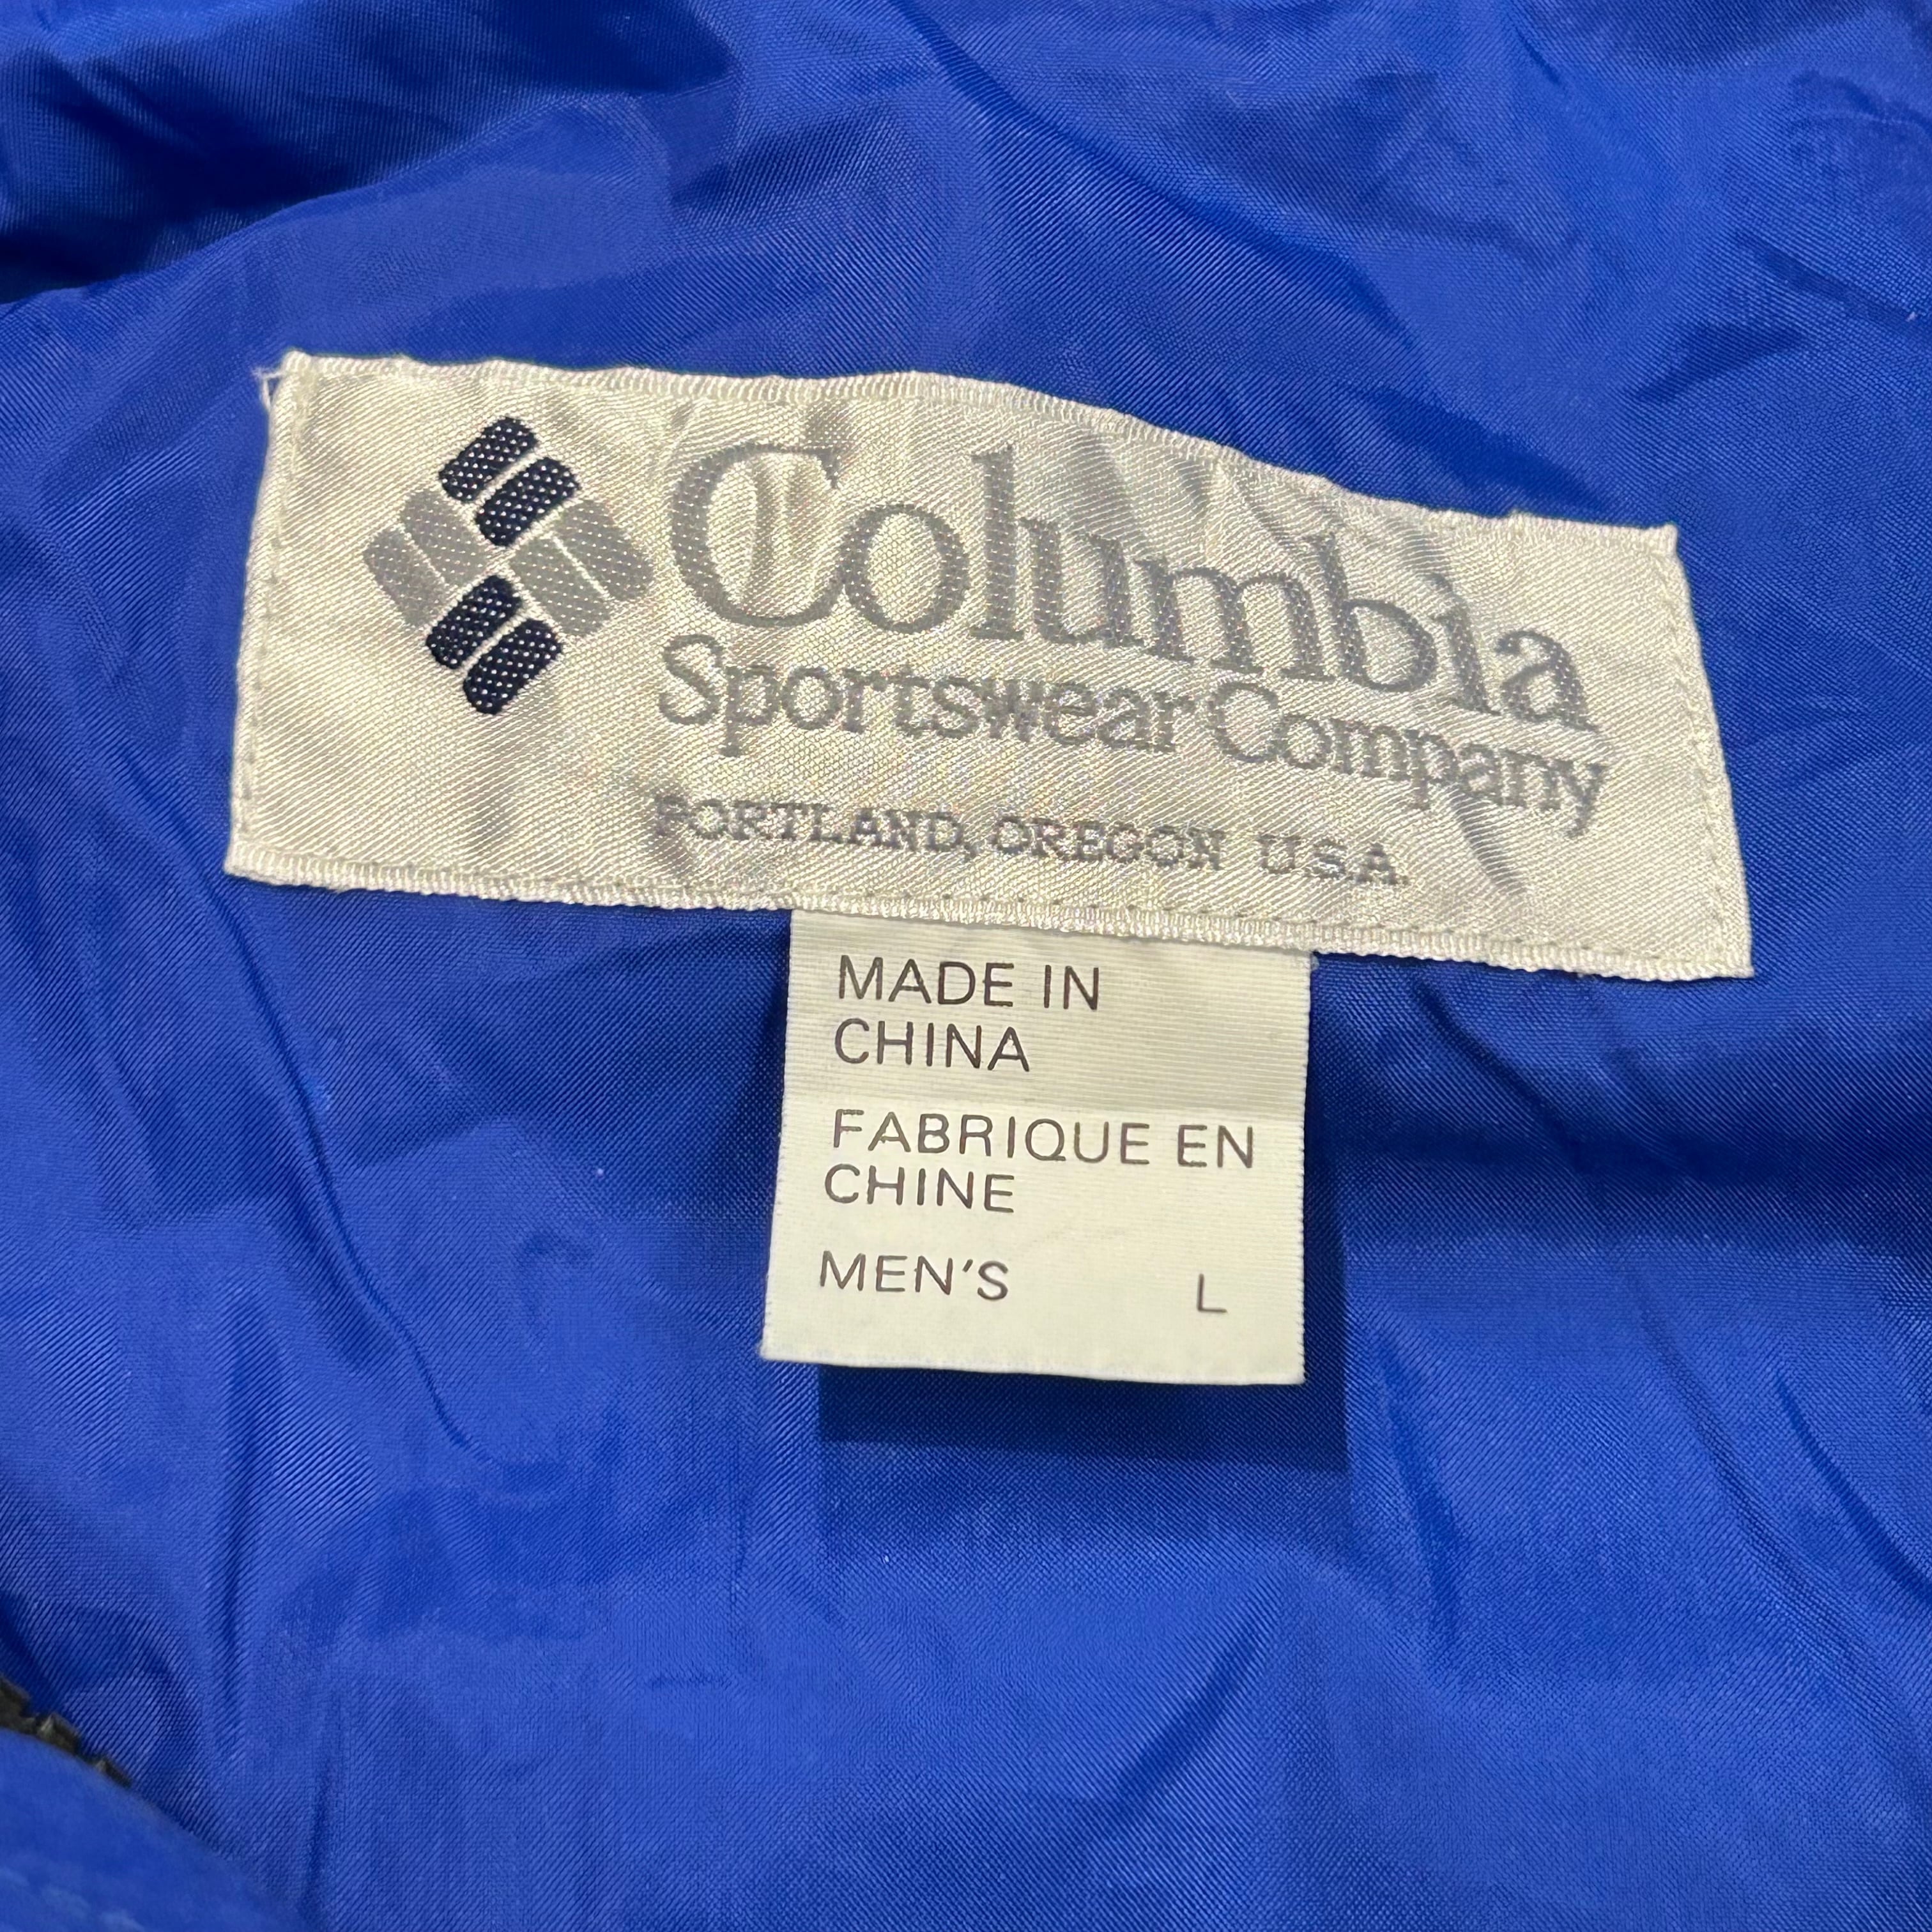 Columbia
Sportswear Company
PORTLAND, OREGON U.S.A.
MADE IN
CHINA
FABRIQUE EN
CHINE
MEN'S L